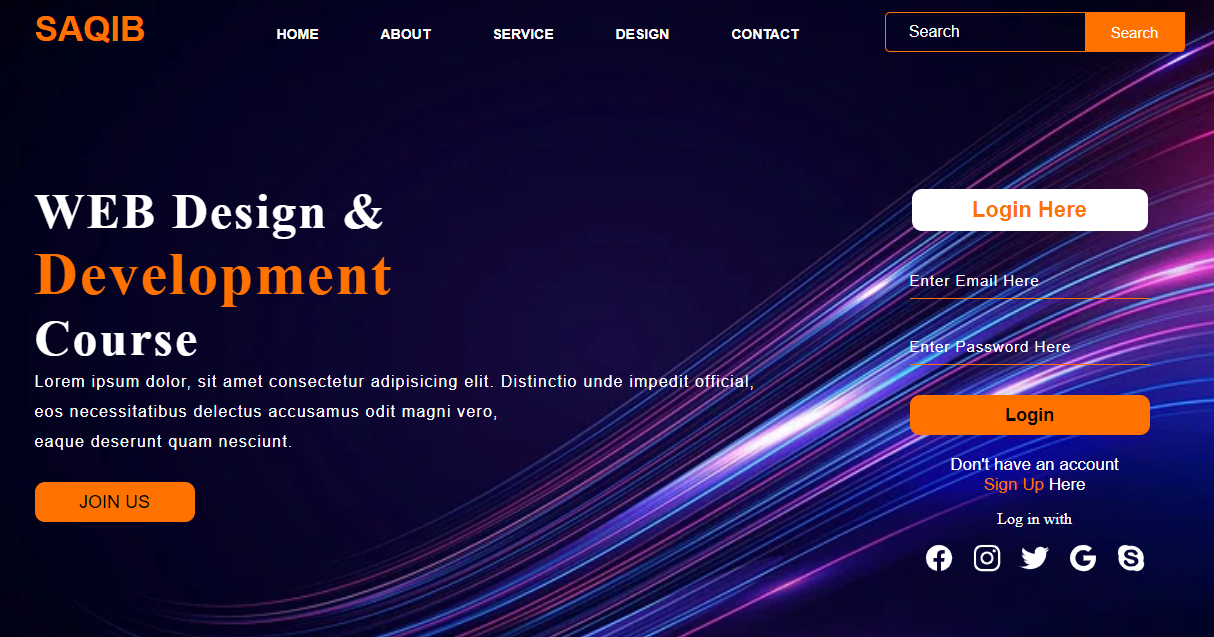 SAQIB
HOME ABOUT SERVICE DESIGN CONTACT
Search Search
WEB Design &
Development
Course
Lorem ipsum dolor, sit amet consectetur adipisicing elit. Distinctio unde impedit official,
eos necessitatibus delectus accusamus odit magni vero,
eaque deserunt quam nesciunt.
JOIN US
Login Here
Enter Email Here
Enter Password Here
Login
Don't have an account
Sign Up Here
Log in with